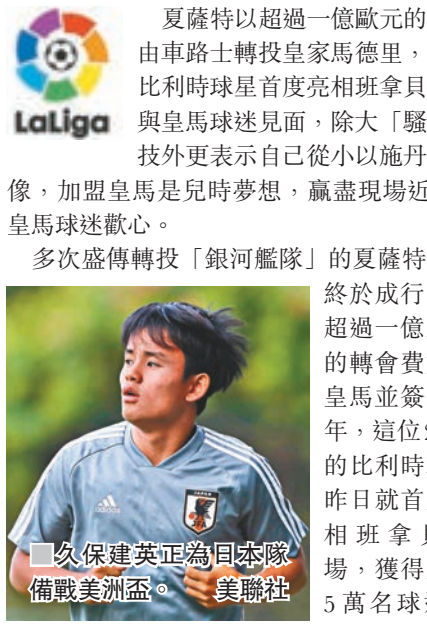 LaLiga
夏薩特以超過一億歐元的
由車路士轉投皇家馬德里，
比利時球星首度亮相班拿貝
與皇馬球迷見面，除大「騷
技外更表示自己從小以施丹
像，加盟皇馬是兒時夢想，贏盡現場近
皇馬球迷歡心。
多次盛傳轉投「銀河艦隊」的夏薩特
終於成行
超過一億
的轉會費
皇馬並簽
年，這位
的比利時
昨日就首
相班拿貝
場，獲得
5萬名球迷
adidas
JAPAN
■久保建英正為日本隊
備戰美洲盃。 美聯社